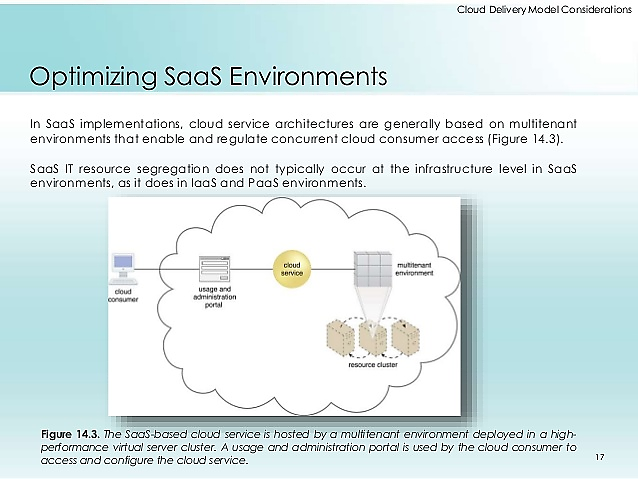 Cloud Delivery Model Considerations
Optimizing SaaS Environments
In SaaS implementations, cloud service architectures are generally based on multitenant
environments that enable and regulate concurrent cloud consumer access (Figure 14.3).
SaaS IT resource segregation does not typically occur at the infrastructure level in SaaS
environments, as it does in IaaS and PaaS environments.
cloud
consumer
usage and
administration
portal
cloud
service
multitenant
environment
resource cluster
Figure 14.3. The SaaS-based cloud service is hosted by a multitenant environment deployed in a high-
performance virtual server cluster. A usage and administration portal is used by the cloud consumer to
access and configure the cloud service.
17